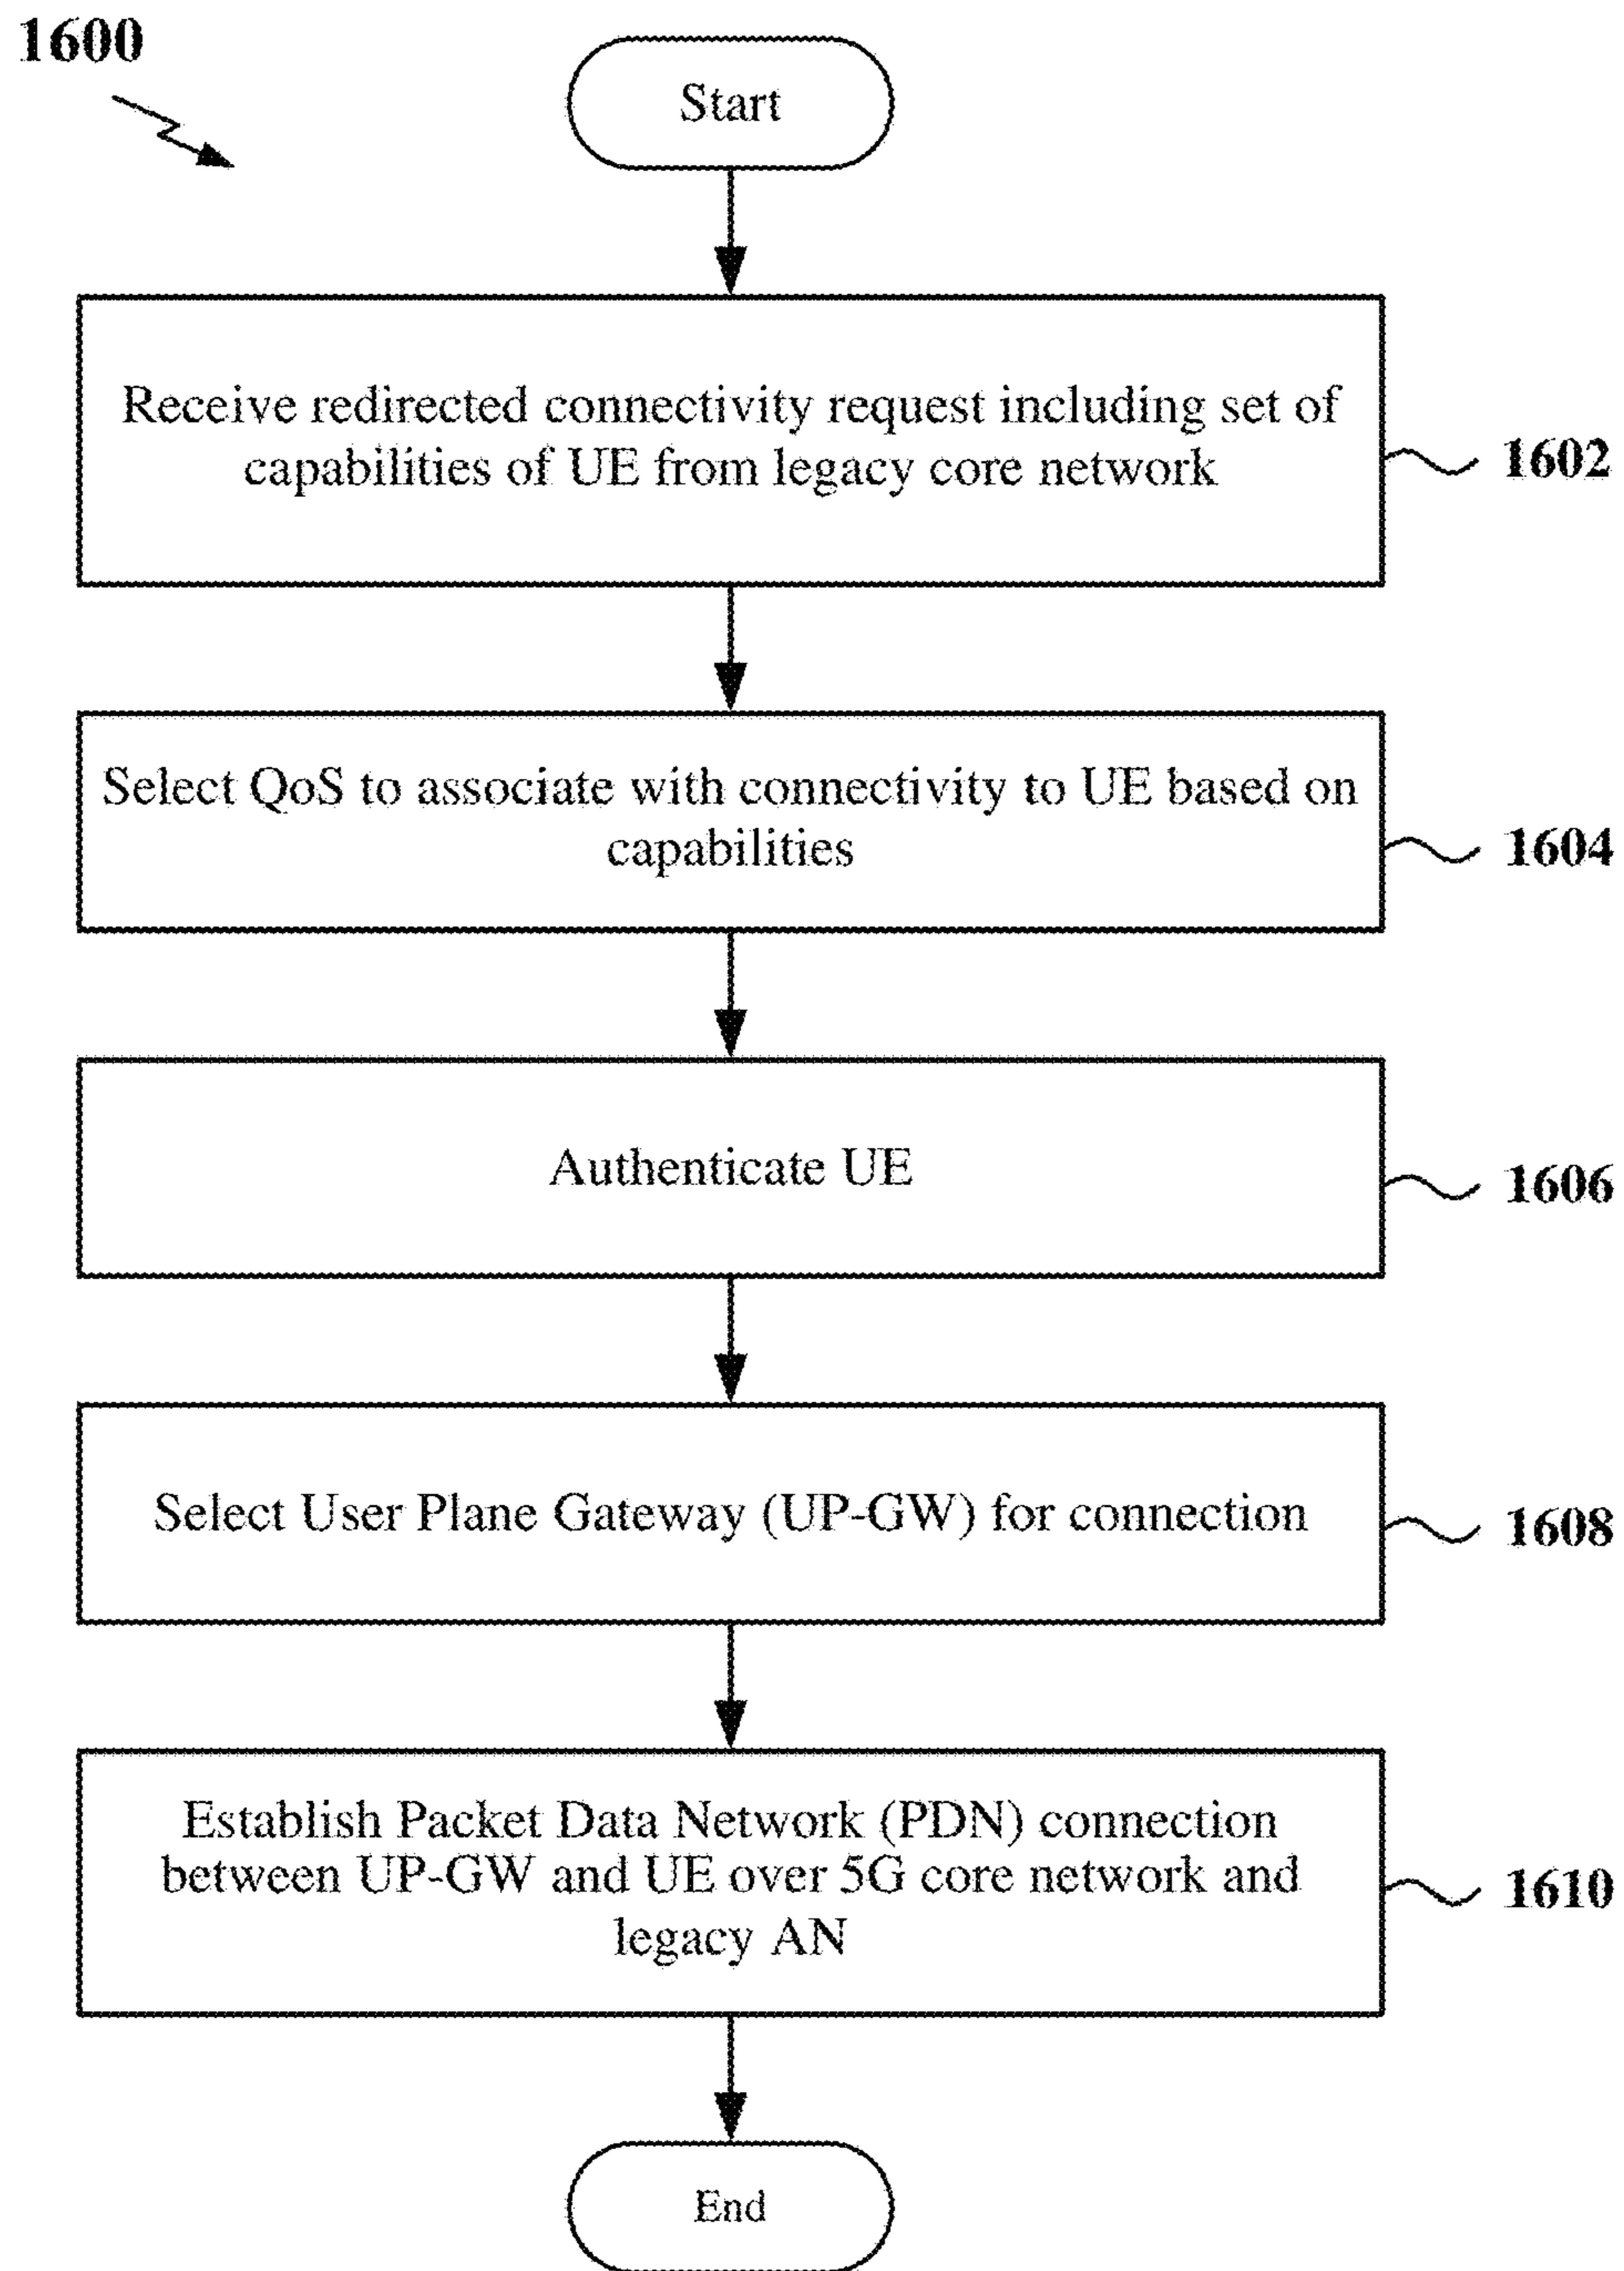 1600
Start
Receive redirected connectivity request including set of
capabilities of UE from legacy core network
1602
Select QoS to associate with connectivity to UE based on
capabilities
1604
Authenticate UE
1606
Select User Plane Gateway (UP-GW) for connection
1608
Establish Packet Data Network (PDN) connection
between UP-GW and UE over 5G core network and
legacy AN
1610
End